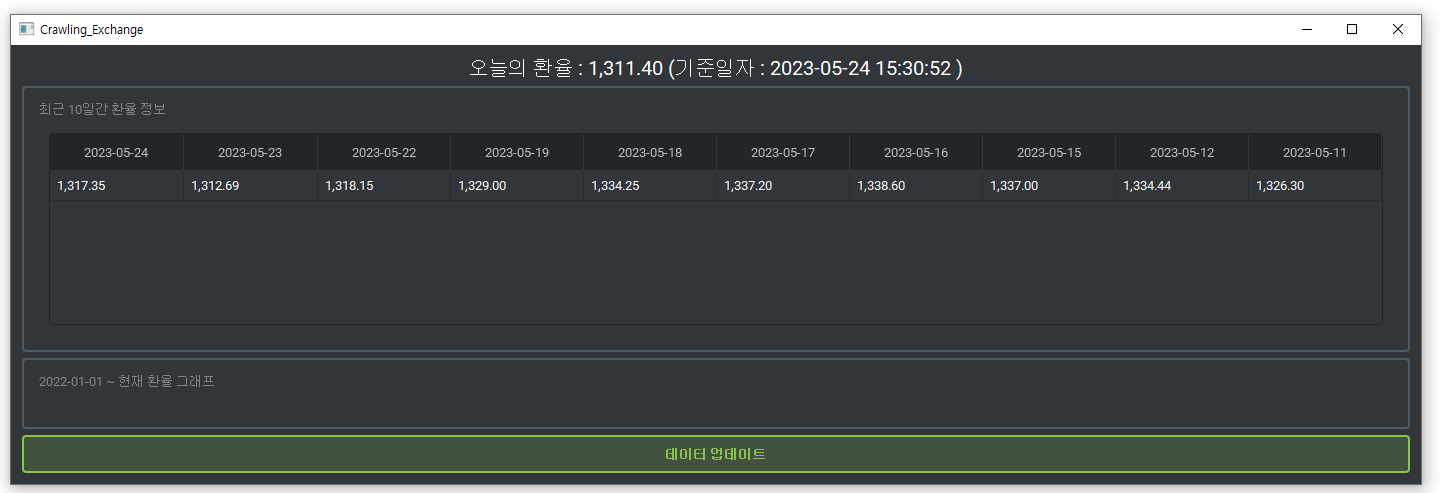 Crawling_Exchange
오늘의 환율 : 1,311.40 (기준일자 : 2023-05-24 15:30:52 )
최근 10일간 환율 정보
2023-05-24 2023-05-23 2023-05-22 2023-05-19 2023-05-18 2023-05-17 2023-05-16 2023-05-15 2023-05-12 2023-05-11
1,317.35 1,312.69 1,318.15 1,329.00 1,334.25 1,337.20 1,338.60 1,337.00 1,334.44 1,326.30
2022-01-01 ~ 현재 환율 그래프
데이터 업데이트